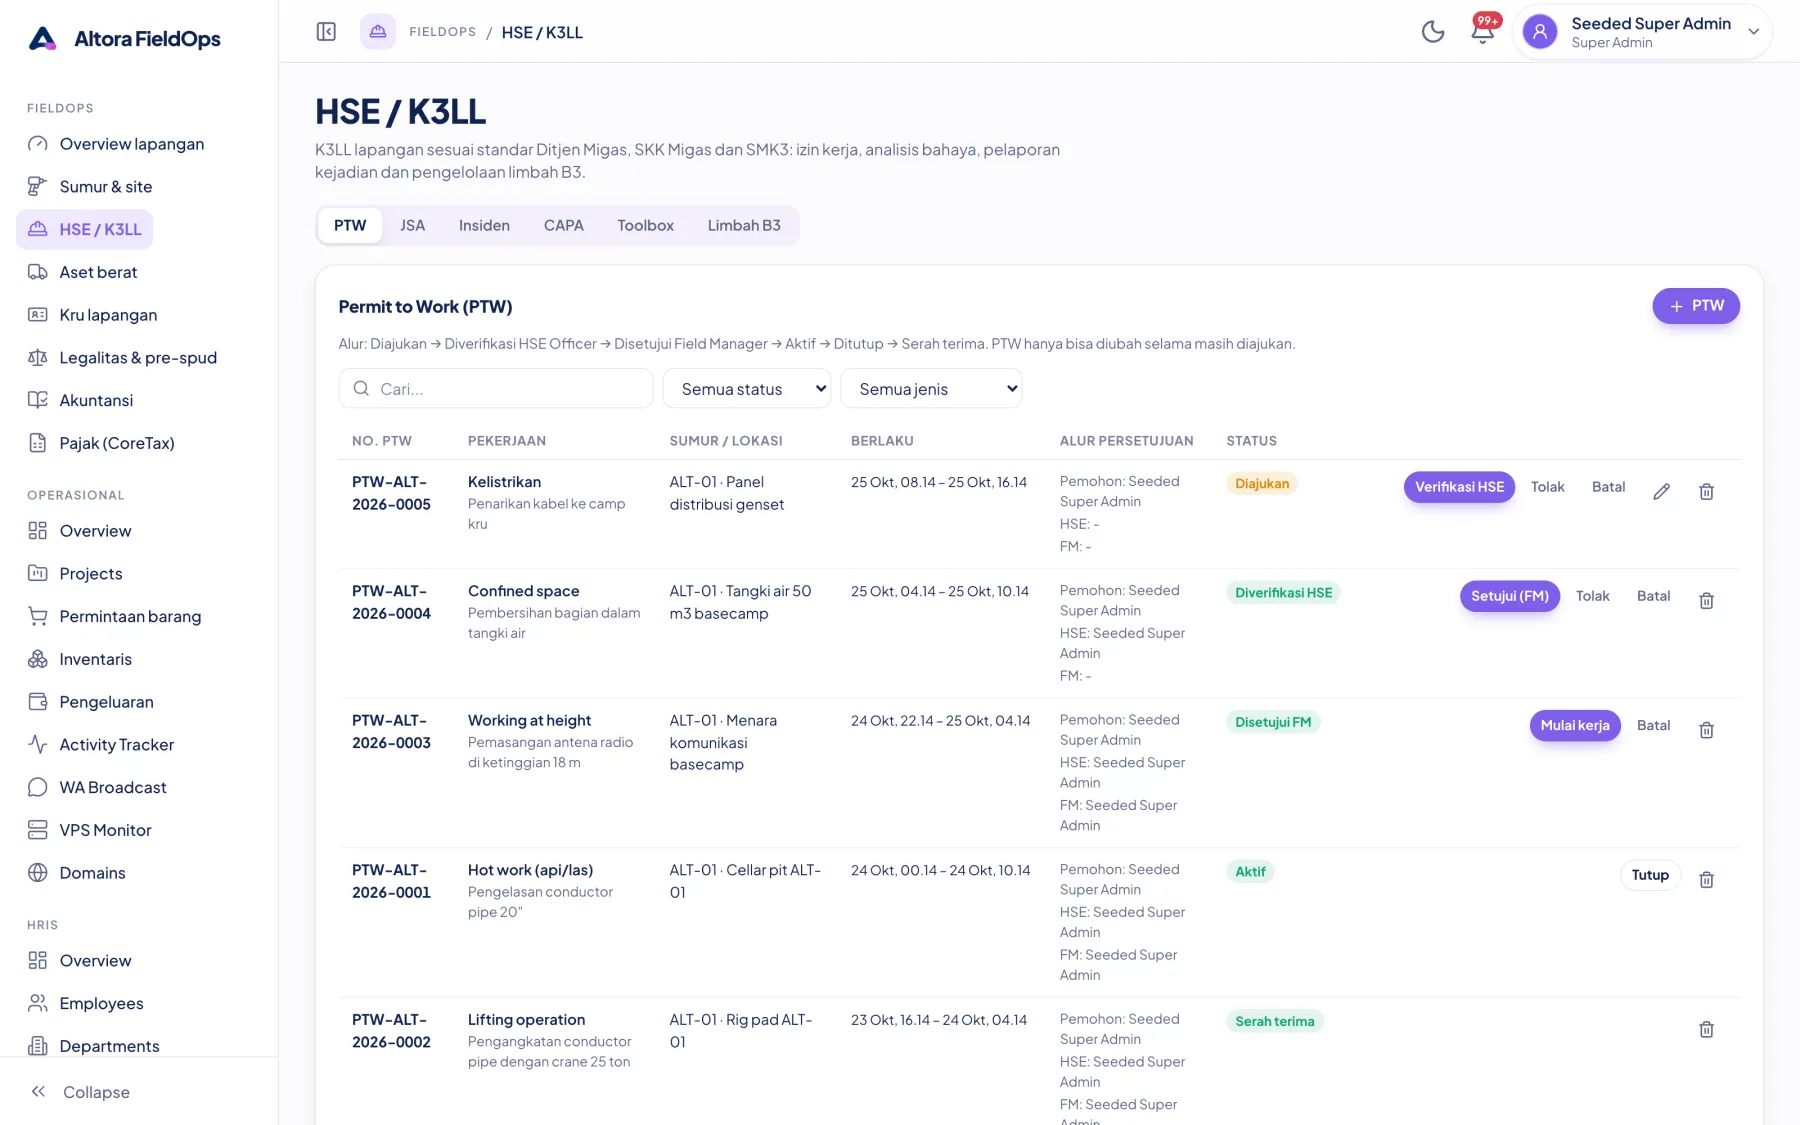 Altora FieldOps
FIELDOPS
Overview lapangan
Sumur & site
HSE / K3LL
Aset berat
Kru lapangan
Legalitas & pre-spud
Akuntansi
Pajak (CoreTax)
OPERASIONAL
Overview
Projects
Permintaan barang
Inventaris
Pengeluaran
Activity Tracker
WA Broadcast
VPS Monitor
Domains
HRIS
Overview
Employees
Departments
Collapse
FIELDOPS / HSE / K3LL
99+
Seeded Super Admin
Super Admin
HSE / K3LL
K3LL lapangan sesuai standar Ditjen Migas, SKK Migas dan SMK3: izin kerja, analisis bahaya, pelaporan
kejadian dan pengelolaan limbah B3.
PTW JSA Insiden CAPA Toolbox Limbah B3
Permit to Work (PTW)
+ PTW
Alur: Diajukan → Diverifikasi HSE Officer → Disetujui Field Manager → Aktif → Ditutup → Serah terima. PTW hanya bisa diubah selama masih diajukan.
Cari... Semua status Semua jenis
NO. PTW PEKERJAAN SUMUR / LOKASI BERLAKU ALUR PERSETUJUAN STATUS
PTW-ALT-
2026-0005
Kelistrikan
Penarikan kabel ke camp
kru
ALT-01 · Panel
distribusi genset
25 Okt, 08.14 – 25 Okt, 16.14
Pemohon: Seeded
Super Admin
HSE: -
FM: -
Diajukan
Verifikasi HSE Tolak Batal
PTW-ALT-
2026-0004
Confined space
Pembersihan bagian dalam
tangki air
ALT-01 · Tangki air 50
m3 basecamp
25 Okt, 04.14 – 25 Okt, 10.14
Pemohon: Seeded
Super Admin
HSE: Seeded Super
Admin
FM: -
Diverifikasi HSE
Setujui (FM) Tolak Batal
PTW-ALT-
2026-0003
Working at height
Pemasangan antena radio
di ketinggian 18 m
ALT-01 · Menara
komunikasi
basecamp
24 Okt, 22.14 – 25 Okt, 04.14
Pemohon: Seeded
Super Admin
HSE: Seeded Super
Admin
FM: Seeded Super
Admin
Disetujui FM
Mulai kerja Batal
PTW-ALT-
2026-0001
Hot work (api/las)
Pengelasan conductor
pipe 20"
ALT-01 · Cellar pit ALT-
01
24 Okt, 00.14 – 24 Okt, 10.14
Pemohon: Seeded
Super Admin
HSE: Seeded Super
Admin
FM: Seeded Super
Admin
Aktif
Tutup
PTW-ALT-
2026-0002
Lifting operation
Pengangkatan conductor
pipe dengan crane 25 ton
ALT-01 · Rig pad ALT-
01
23 Okt, 16.14 – 24 Okt, 04.14
Pemohon: Seeded
Super Admin
HSE: Seeded Super
Admin
FM: Seeded Super
Admin
Serah terima